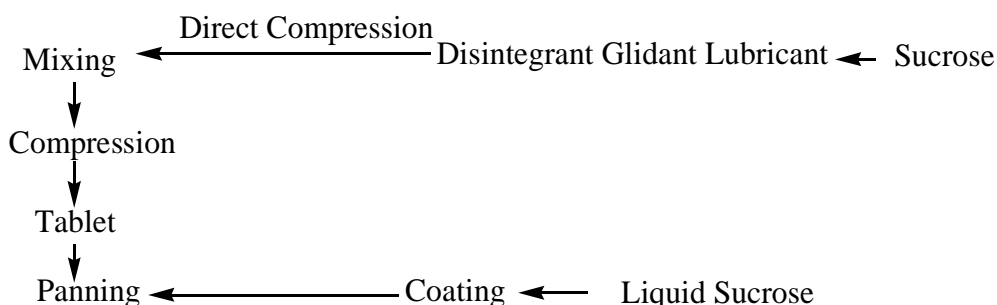 Direct Compression
Mixing Disintegrant Glidant Lubricant Sucrose
Compression
Tablet
Panning Coating Liquid Sucrose